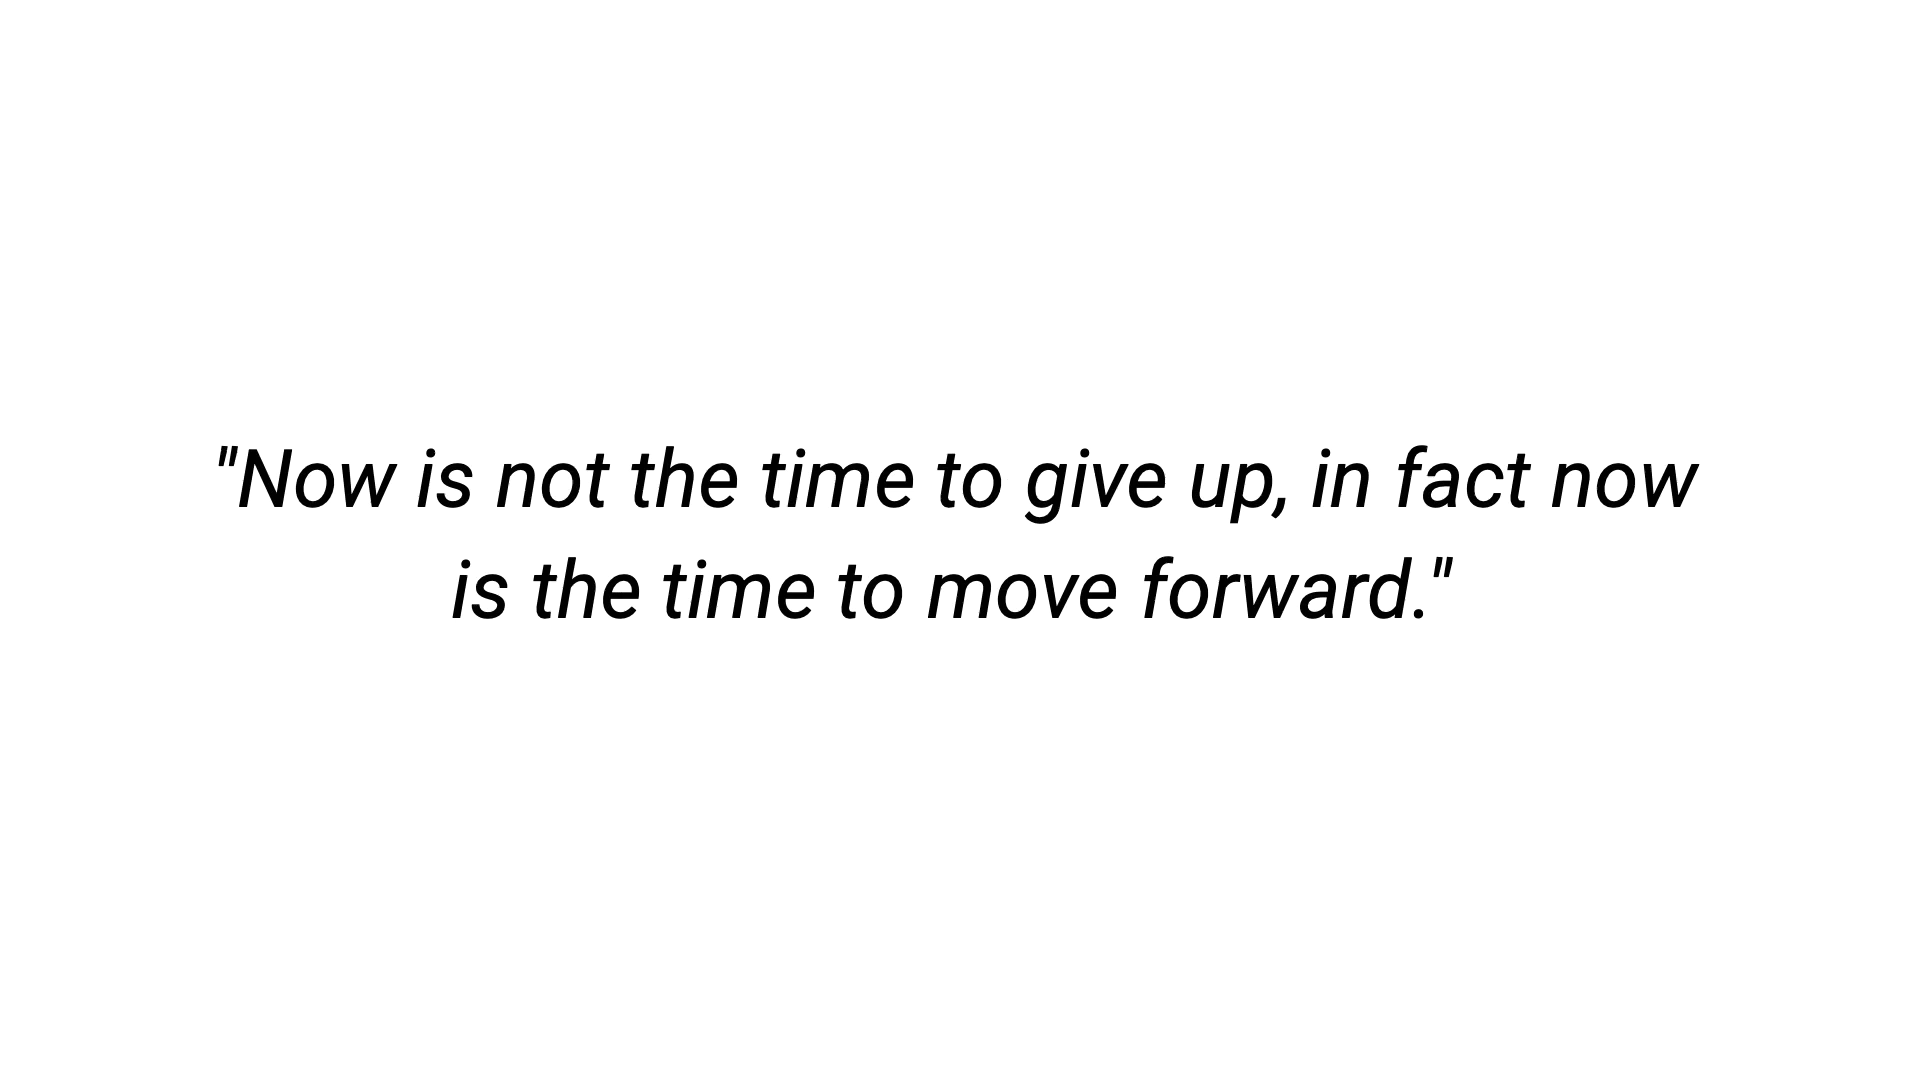 "Now is not the time to give up, in fact now
is the time to move forward."